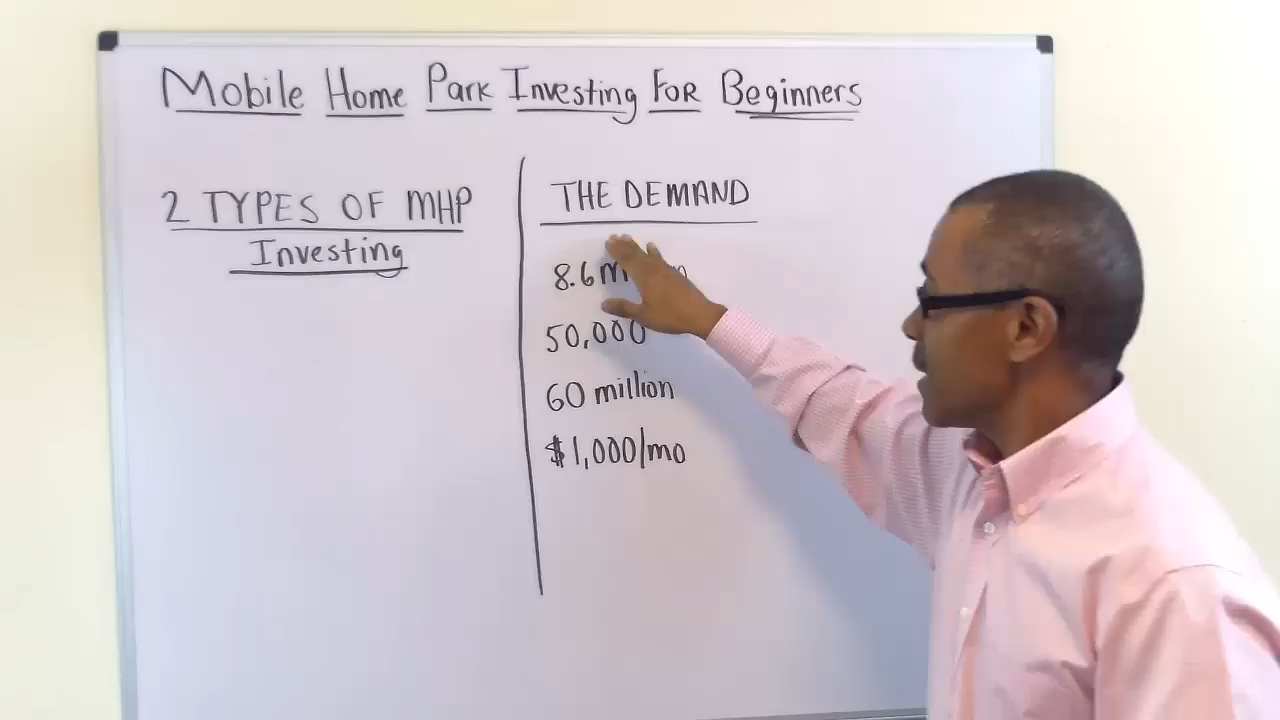 Mobile Home Park Investing For Beginners
2 TYPES OF MHP
Investing
THE DEMAND
8.6
50,000
60 million
$1,000/mo